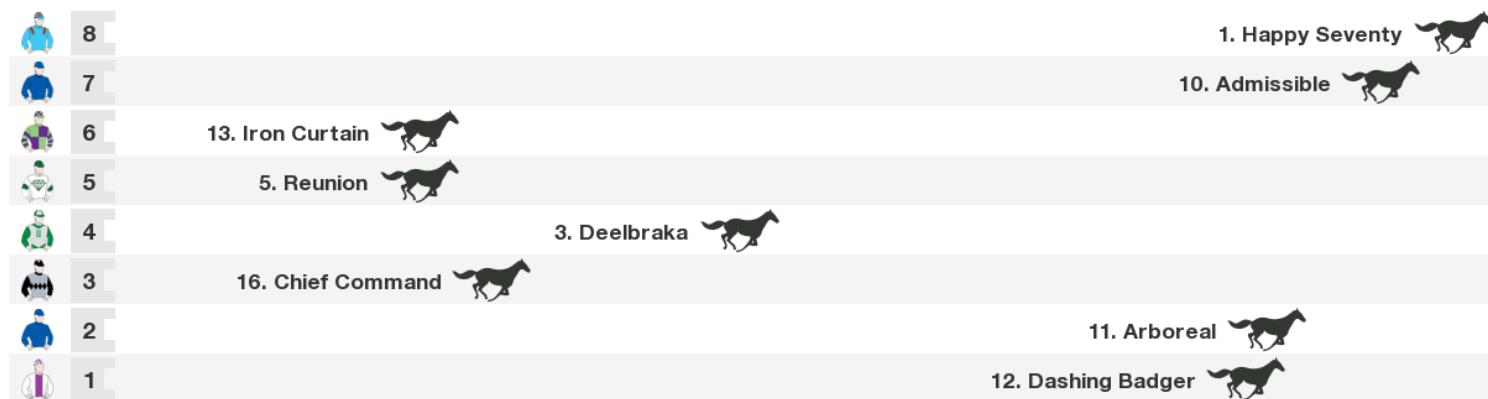 8 1. Happy Seventy
7 10. Admissible
6 13. Iron Curtain
5 5. Reunion
4 3. Deelbraka
3 16. Chief Command
2 11. Arboreal
1 12. Dashing Badger